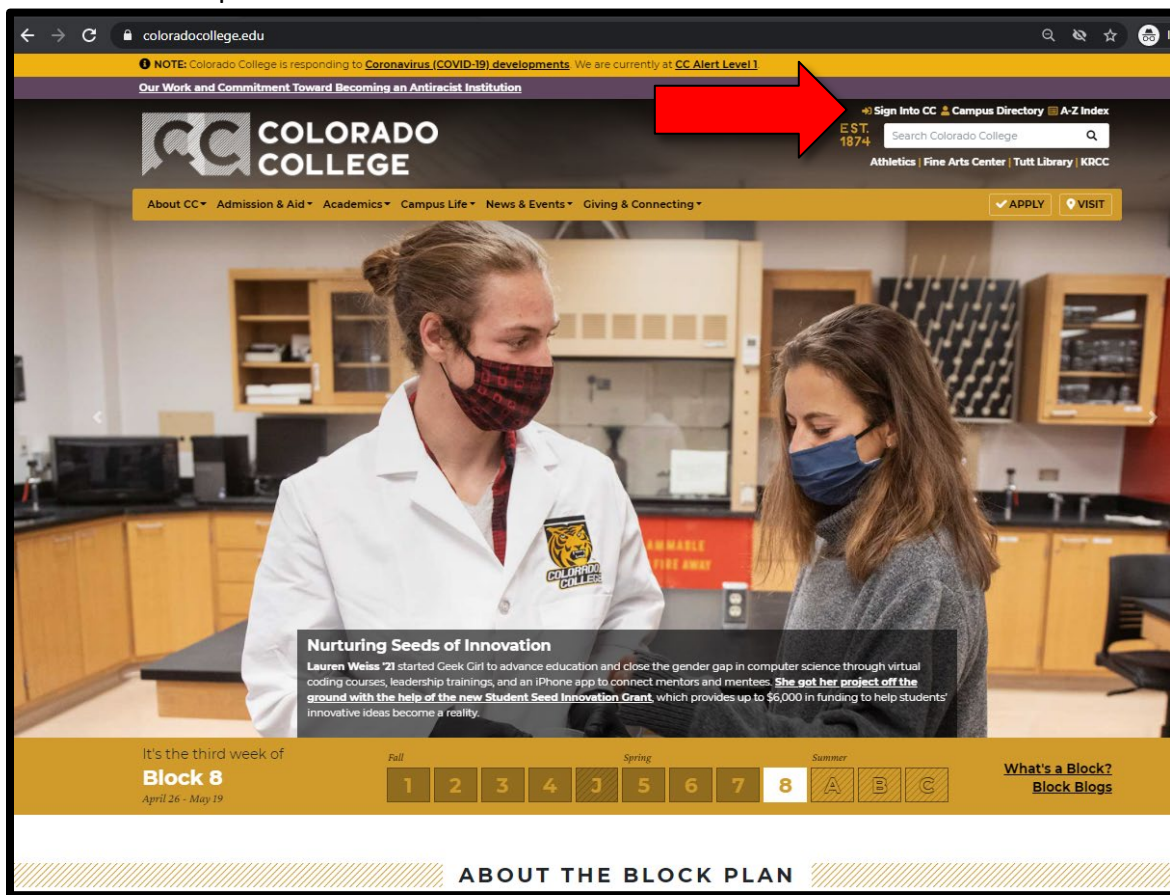 coloradocollege.edu
NOTE: Colorado College is responding to Coronavirus (COVID-19) developments. We are currently at CC Alert Level 1.
Our Work and Commitment Toward Becoming an Antiracist Institution
Sign Into CC Campus Directory A-Z Index
CC COLORADO COLLEGE
EST. 1874
Search Colorado College
Athletics | Fine Arts Center | Tutt Library | KRCC
About CC Admission & Aid Academics Campus Life News & Events Giving & Connecting APPLY VISIT
COLORADO
COLLEGE
Nurturing Seeds of Innovation
Lauren Weiss '21 started Geek Girl to advance education and close the gender gap in computer science through virtual
coding courses, leadership trainings, and an iPhone app to connect mentors and mentees. She got her project off the
ground with the help of the new Student Seed Innovation Grant, which provides up to $6,000 in funding to help students'
innovative ideas become a reality.
It's the third week of
Block 8
April 26 - May 19
Fall Spring Summer
1 2 3 4 J 5 6 7 8 A B C
What's a Block?
Block Blogs
ABOUT THE BLOCK PLAN